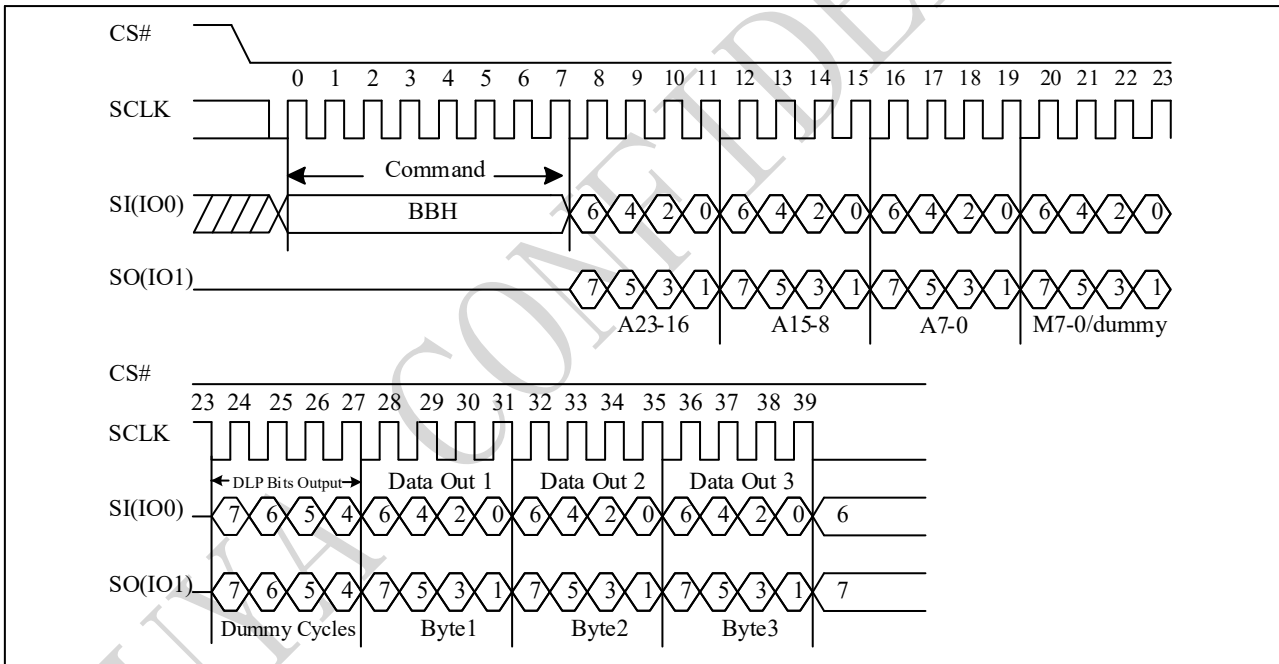 CS#
0 1 2 3 4 5 6 7 8 9 10 11 12 13 14 15 16 17 18 19 20 21 22 23
SCLK
Command
SI(IO0) BBH 6 4 2 0 6 4 2 0 6 4 2 0 6 4 2 0
SO(IO1) 7 5 3 1 7 5 3 1 7 5 3 1 7 5 3 1
A23-16 A15-8 A7-0 M7-0/dummy
CS#
23 24 25 26 27 28 29 30 31 32 33 34 35 36 37 38 39
SCLK
DLP Bits Output Data Out 1 Data Out 2 Data Out 3
SI(IO0) 7 6 5 4 6 4 2 0 6 4 2 0 6 4 2 0 6
SO(IO1) 7 6 5 4 7 5 3 1 7 5 3 1 7 5 3 1 7
Dummy Cycles Byte1 Byte2 Byte3
UYA CONFIDE